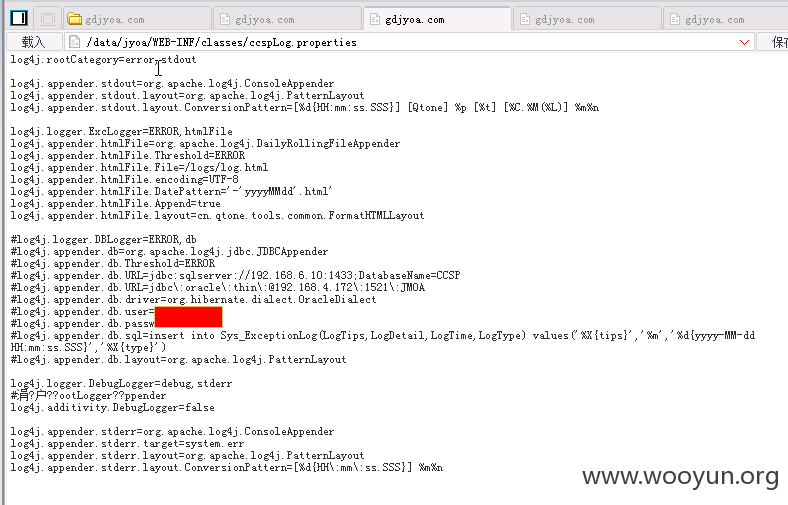 gdjyoa.com gdjyoa.com gdjyoa.com gdjyoa.com gdjyoa.com
载入 /data/jyoa/WEB-INF/classes/ccspLog.properties 保存
log4j.rootCategory=error,stdout
log4j.appender.stdout=org.apache.log4j.ConsoleAppender
log4j.appender.stdout.layout=org.apache.log4j.PatternLayout
log4j.appender.stdout.layout.ConversionPattern=[%d{HH:mm:ss.SSS}] [Qtone] %p [%t] [%C.%M(%L)] %m%n
log4j.logger.ExcLogger=ERROR,htmlFile
log4j.appender.htmlFile=org.apache.log4j.DailyRollingFileAppender
log4j.appender.htmlFile.Threshold=ERROR
log4j.appender.htmlFile.File=/logs/log.html
log4j.appender.htmlFile.encoding=UTF-8
log4j.appender.htmlFile.DatePattern='-'yyyyMMdd'.html'
log4j.appender.htmlFile.Append=true
log4j.appender.htmlFile.layout=cn.qtone.tools.common.FormatHTMLLayout
#log4j.logger.DBLogger=ERROR,db
#log4j.appender.db=org.apache.log4j.jdbc.JDBCAppender
#log4j.appender.db.Threshold=ERROR
#log4j.appender.db.URL=jdbc:sqlserver://192.168.6.10:1433;DatabaseName=CCSP
#log4j.appender.db.URL=jdbc\:oracle\:thin\:@192.168.4.172\:1521\:JMOA
#log4j.appender.db.driver=org.hibernate.dialect.OracleDialect
#log4j.appender.db.user=
#log4j.appender.db.passw
#log4j.appender.db.sql=insert into Sys_ExceptionLog(LogTips,LogDetail,LogTime,LogType) values('%X{tips}','%m','%d{yyyy-MM-dd
HH:mm:ss.SSS}','%X{type}')
#log4j.appender.db.layout=org.apache.log4j.PatternLayout
log4j.logger.DebugLogger=debug,stderr
#涓?户??ootLogger??ppender
log4j.additivity.DebugLogger=false
log4j.appender.stderr=org.apache.log4j.ConsoleAppender
log4j.appender.stderr.target=system.err
log4j.appender.stderr.layout=org.apache.log4j.PatternLayout
log4j.appender.stderr.layout.ConversionPattern=[%d{HH\:mm\:ss.SSS}] %m%n
www.wooyun.org